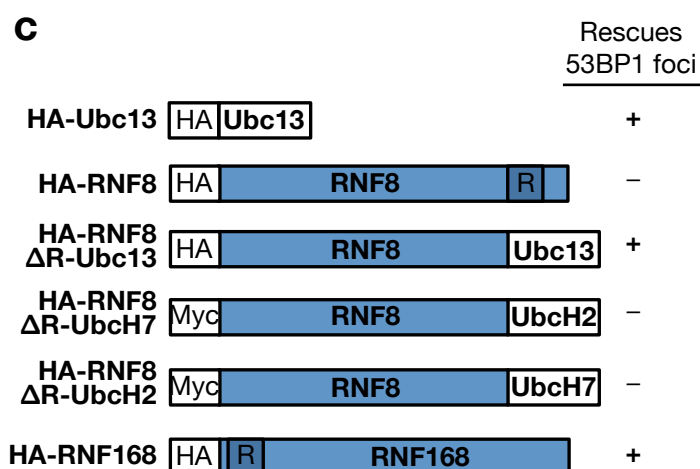 c
Rescues
53BP1 foci
HA-Ubc13 HA Ubc13 +
HA-RNF8 HA RNF8 R –
HA-RNF8
ΔR-Ubc13 HA RNF8 Ubc13 +
HA-RNF8
ΔR-UbcH7 Myc RNF8 UbcH2 –
HA-RNF8
ΔR-UbcH2 Myc RNF8 UbcH7 –
HA-RNF168 HA R RNF168 +